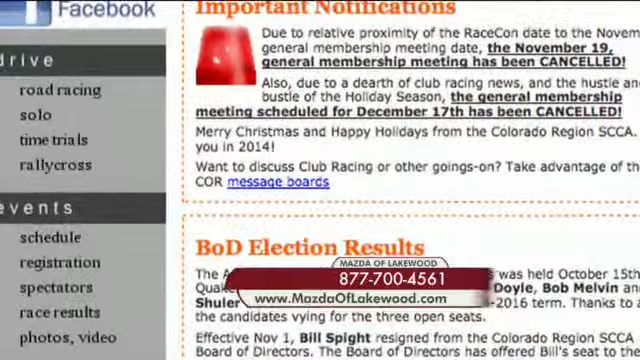 Facebook
drive
road racing
solo
time trials
rallycross
events
schedule
registration
spectators
race results
photos, video
Important Notifications
Due to relative proximity of the RaceCon date to the Novem
general membership meeting date, the November 19,
general membership meeting has been CANCELLED!
Also, due to a dearth of club racing news, and the hustle an
bustle of the Holiday Season, the general membership
meeting scheduled for December 17th has been CANCELLED!
Merry Christmas and Happy Holidays from the Colorado Region SCCA.
you in 2014!
Want to discuss Club Racing or other goings-on? Take advantage of th
COR message boards
BoD Election Results
The A was held October 15th
Quak Doyle, Bob Melvin and
Shuler -2016 term. Thanks to a
the candidates vying for the three open seats.
Effective Nov 1, Bill Spight resigned from the Colorado Region SCCA
Board of Directors. The Board of Directors has offered Bill's seat to the
MAZDA OF LAKEWOOD
877-700-4561
www.MazdaOfLakewood.com